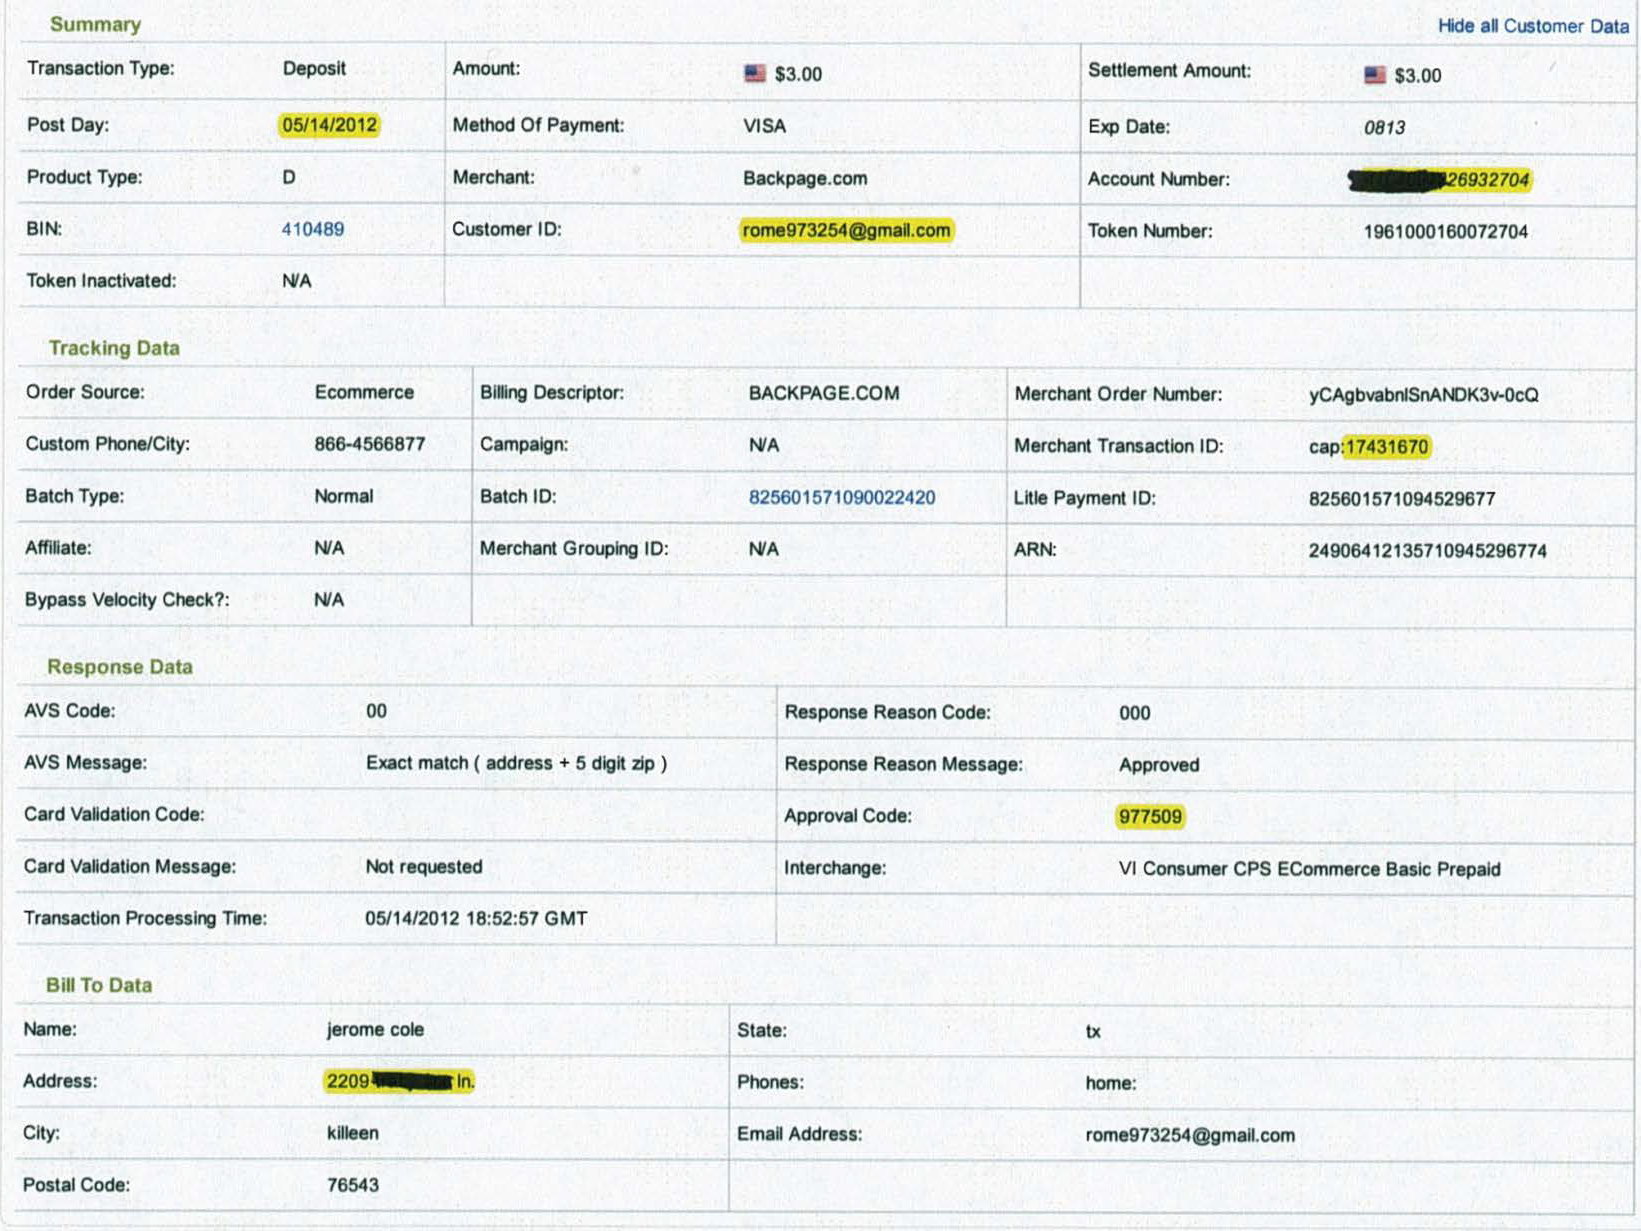 Summary Hide all Customer Data
Transaction Type: Deposit Amount: $3.00 Settlement Amount: $3.00
Post Day: 05/14/2012 Method Of Payment: VISA Exp Date: 0813
Product Type: D Merchant: Backpage.com Account Number: 26932704
BIN: 410489 Customer ID: rome973254@gmail.com Token Number: 1961000160072704
Token Inactivated: N/A
Tracking Data
Order Source: Ecommerce Billing Descriptor: BACKPAGE.COM Merchant Order Number: yCAgbvabnlSnANDK3v-0cQ
Custom Phone/City: 866-4566877 Campaign: N/A Merchant Transaction ID: cap:17431670
Batch Type: Normal Batch ID: 825601571090022420 Litle Payment ID: 825601571094529677
Affiliate: N/A Merchant Grouping ID: N/A ARN: 24906412135710945296774
Bypass Velocity Check?: N/A
Response Data
AVS Code: 00 Response Reason Code: 000
AVS Message: Exact match ( address + 5 digit zip ) Response Reason Message: Approved
Card Validation Code: Approval Code: 977509
Card Validation Message: Not requested Interchange: VI Consumer CPS ECommerce Basic Prepaid
Transaction Processing Time: 05/14/2012 18:52:57 GMT
Bill To Data
Name: jerome cole State: tx
Address: 2209 ln. Phones: home:
City: killeen Email Address: rome973254@gmail.com
Postal Code: 76543